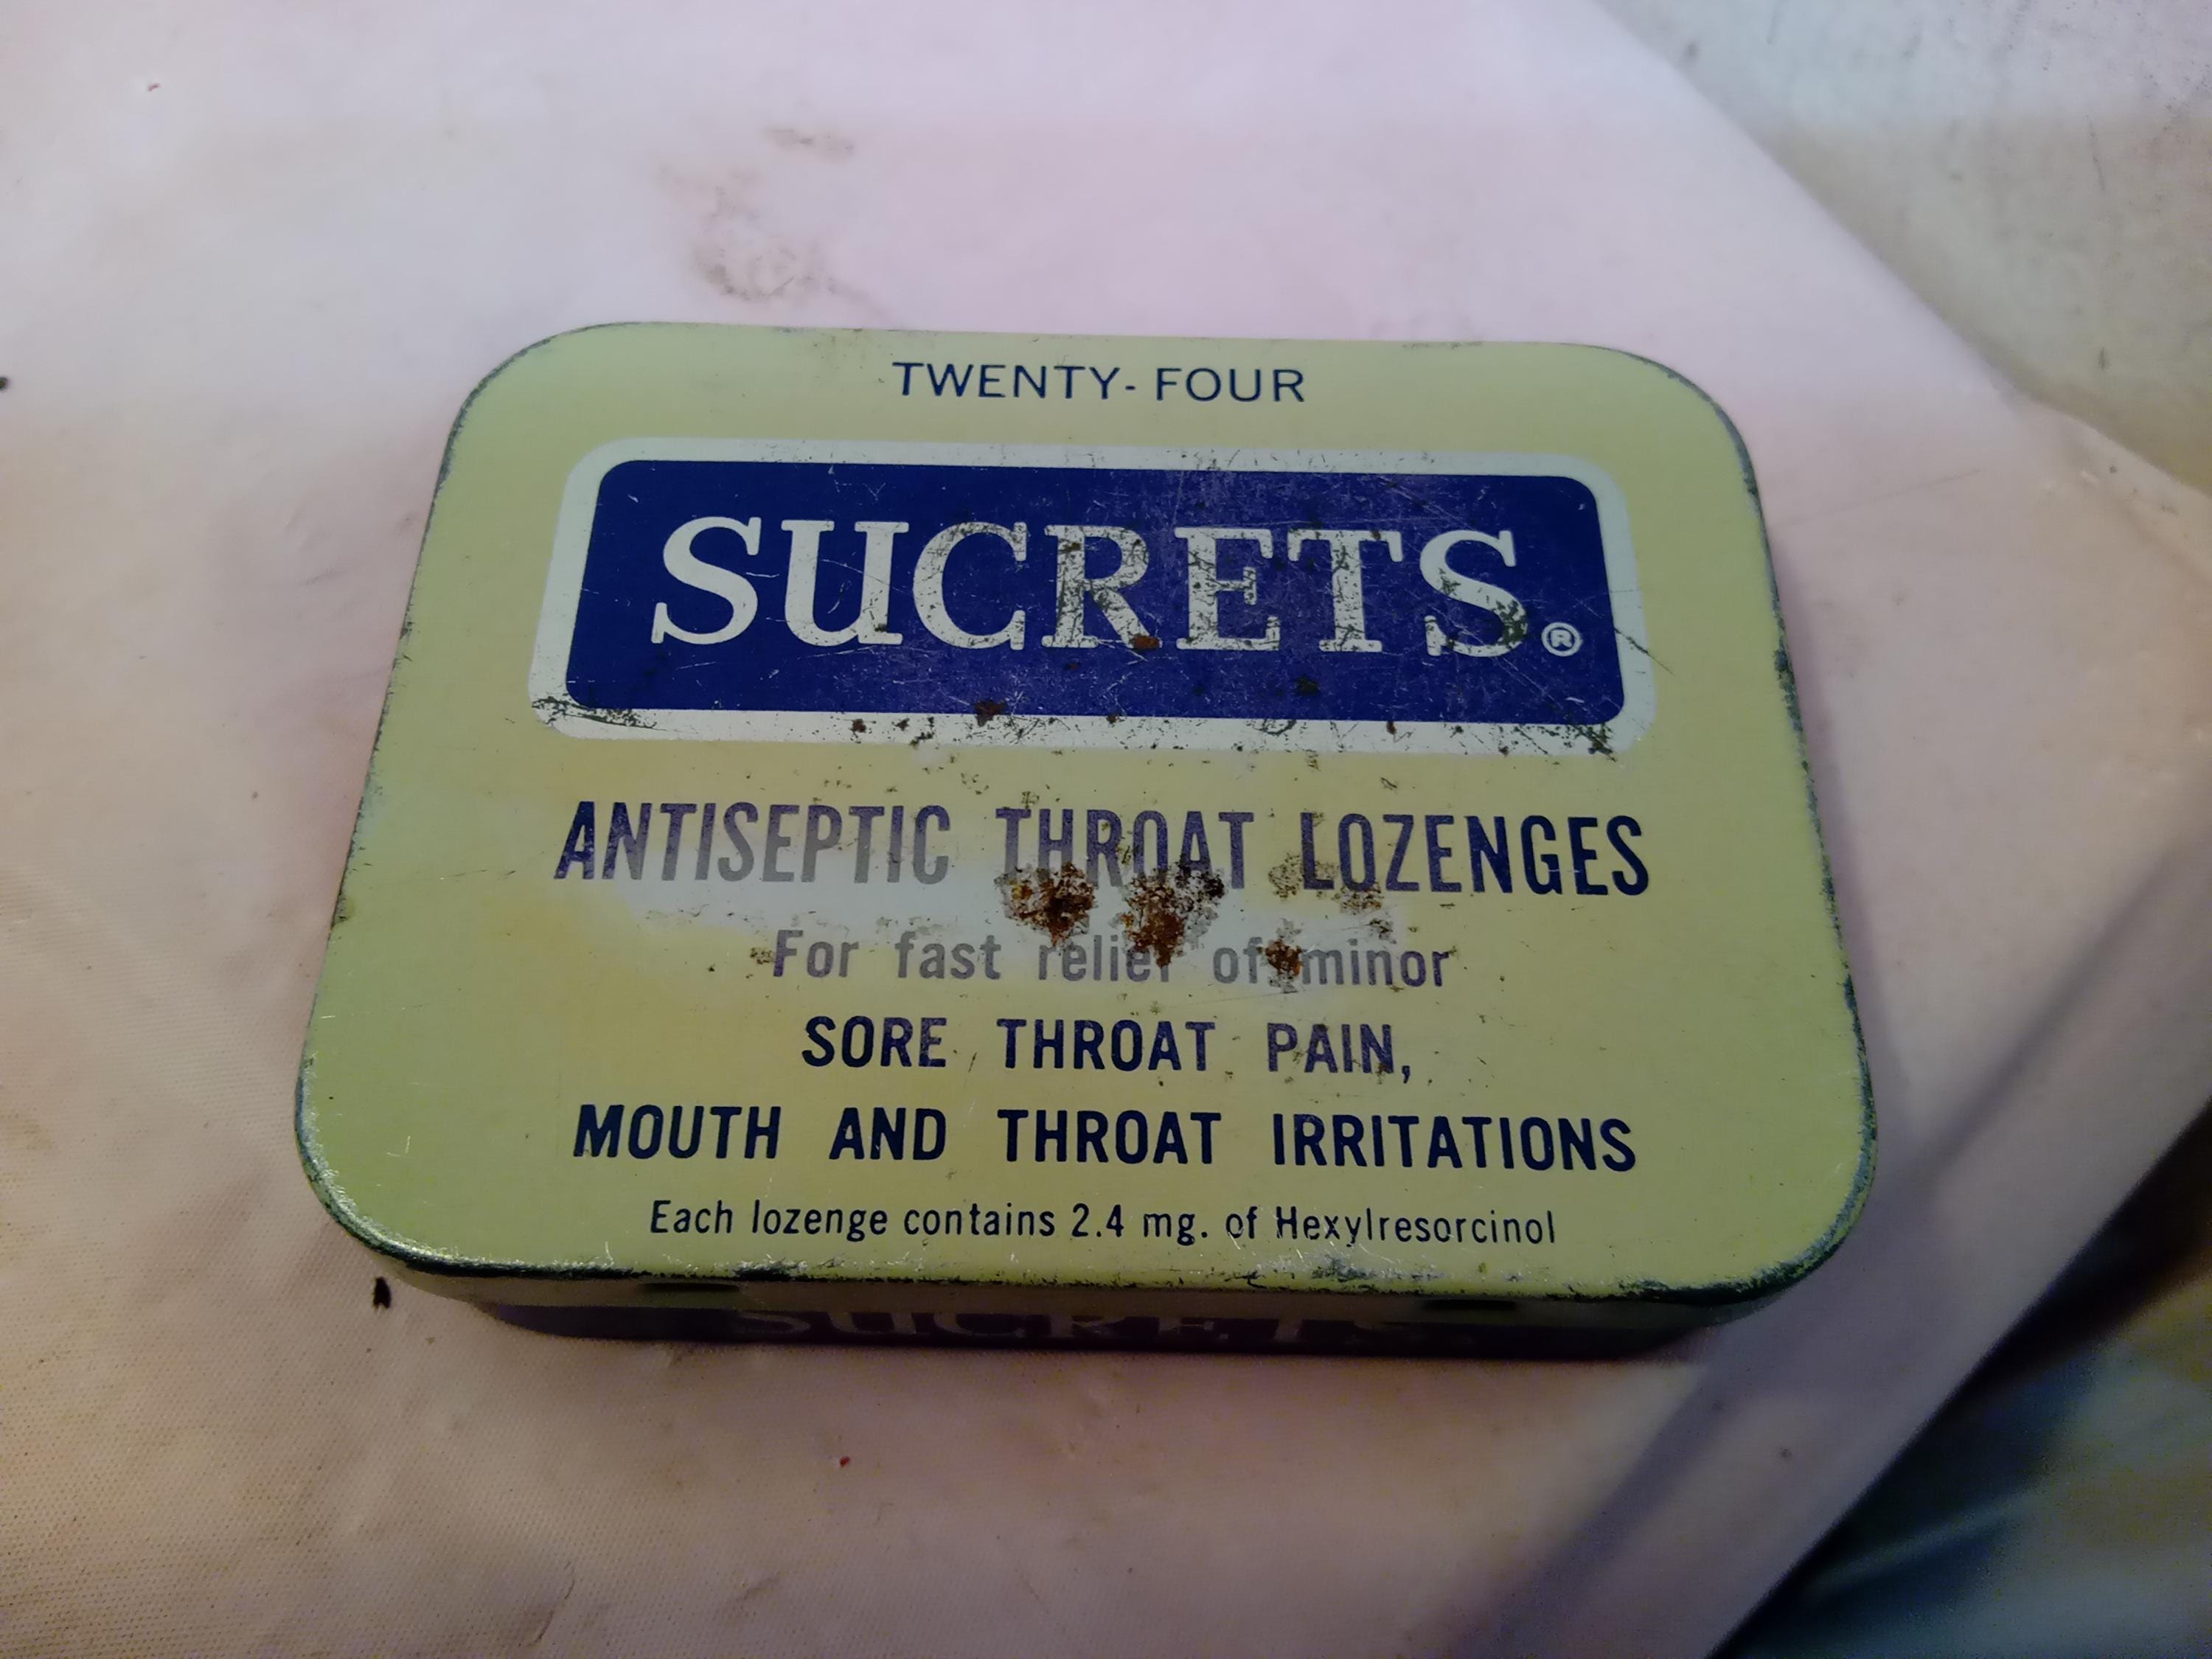 TWENTY-FOUR
SUCRETS®
ANTISEPTIC THROAT LOZENGES
For fast relief of minor
SORE THROAT PAIN,
MOUTH AND THROAT IRRITATIONS
Each lozenge contains 2.4 mg. of Hexylresorcinol
SUCRETS